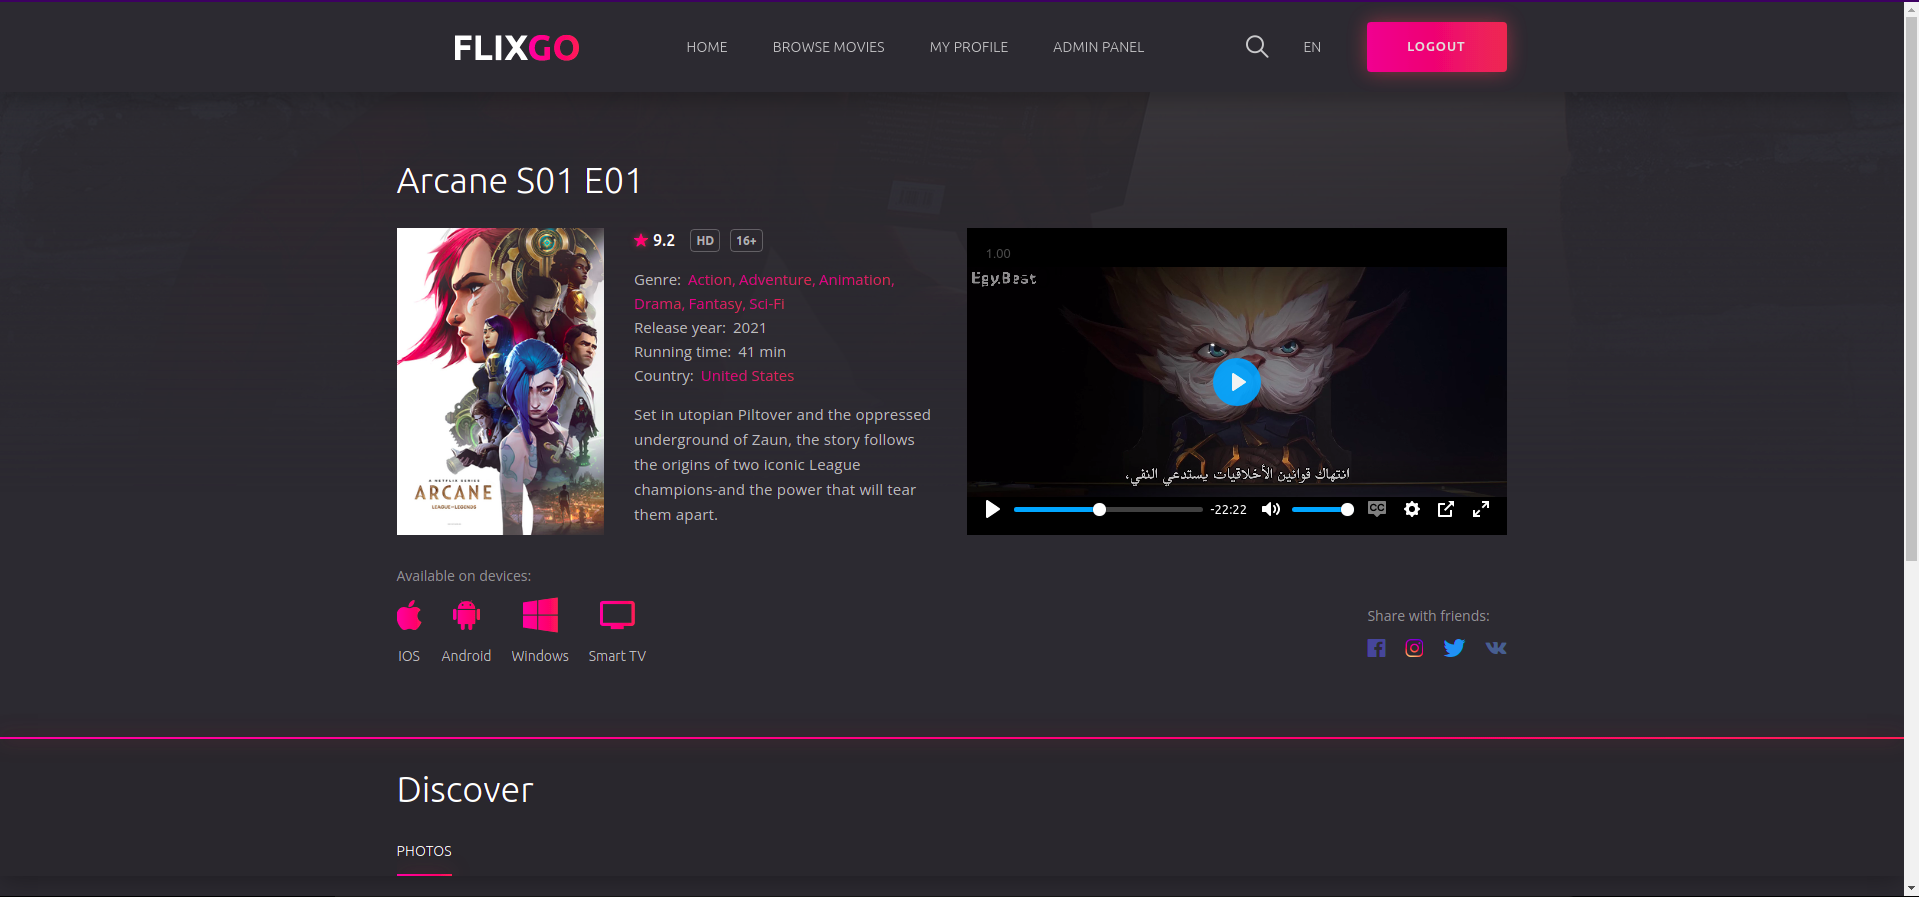 FLIXGO
HOME
BROWSE MOVIES
MY PROFILE
ADMIN PANEL
EN
LOGOUT
Arcane S01 E01
A NETFLIX SERIES
ARCANE
LEAGUE OF LEGENDS
9.2
HD
16+
Genre: Action, Adventure, Animation,
Drama, Fantasy, Sci-Fi
Release year: 2021
Running time: 41 min
Country: United States
Set in utopian Piltover and the oppressed
underground of Zaun, the story follows
the origins of two iconic League
champions-and the power that will tear
them apart.
1.00
EgyBest
انتهاك قوانين الأخلاقيات يستدعي النفي،
-22:22
CC
Available on devices:
IOS
Android
Windows
Smart TV
Share with friends:
Discover
PHOTOS